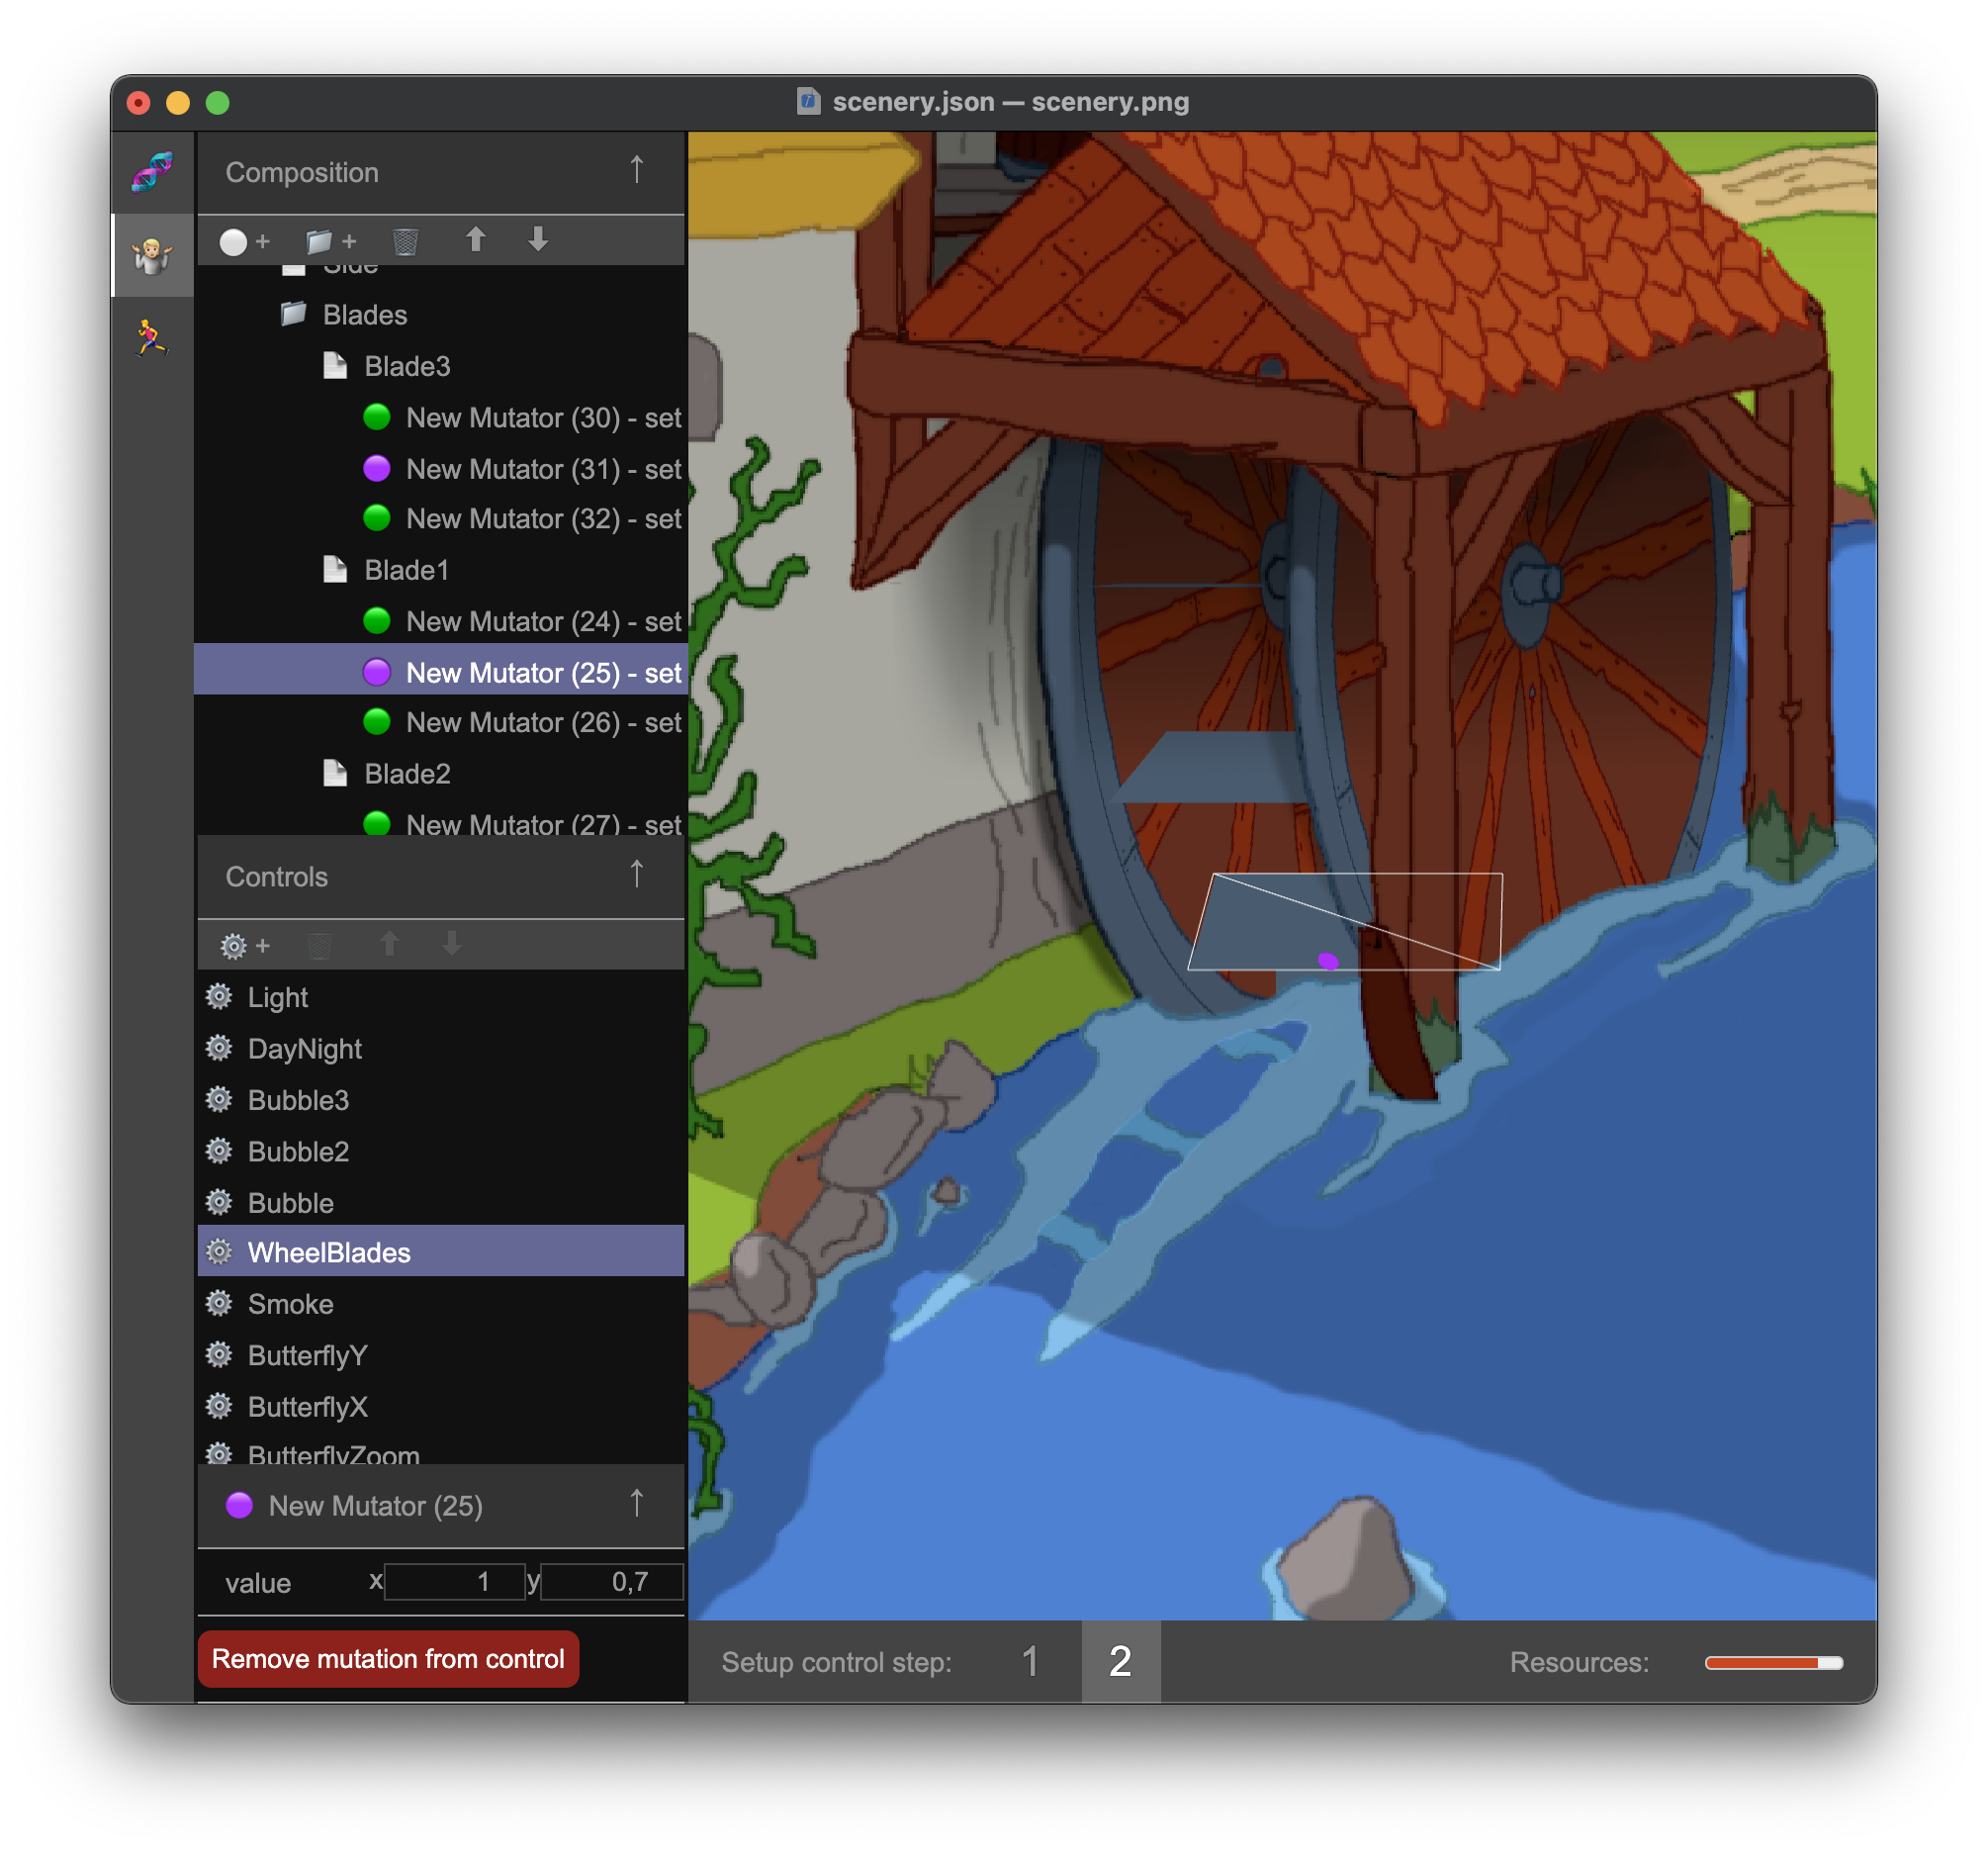 scenery.json — scenery.png
Composition ↑
+ +
Side
Blades
Blade3
New Mutator (30) - set
New Mutator (31) - set
New Mutator (32) - set
Blade1
New Mutator (24) - set
New Mutator (25) - set
New Mutator (26) - set
Blade2
New Mutator (27) - set
Controls ↑
+
Light
DayNight
Bubble3
Bubble2
Bubble
WheelBlades
Smoke
ButterflyY
ButterflyX
ButterflyZoom
New Mutator (25) ↑
value x 1 y 0,7
Remove mutation from control
Setup control step: 1 2 Resources: